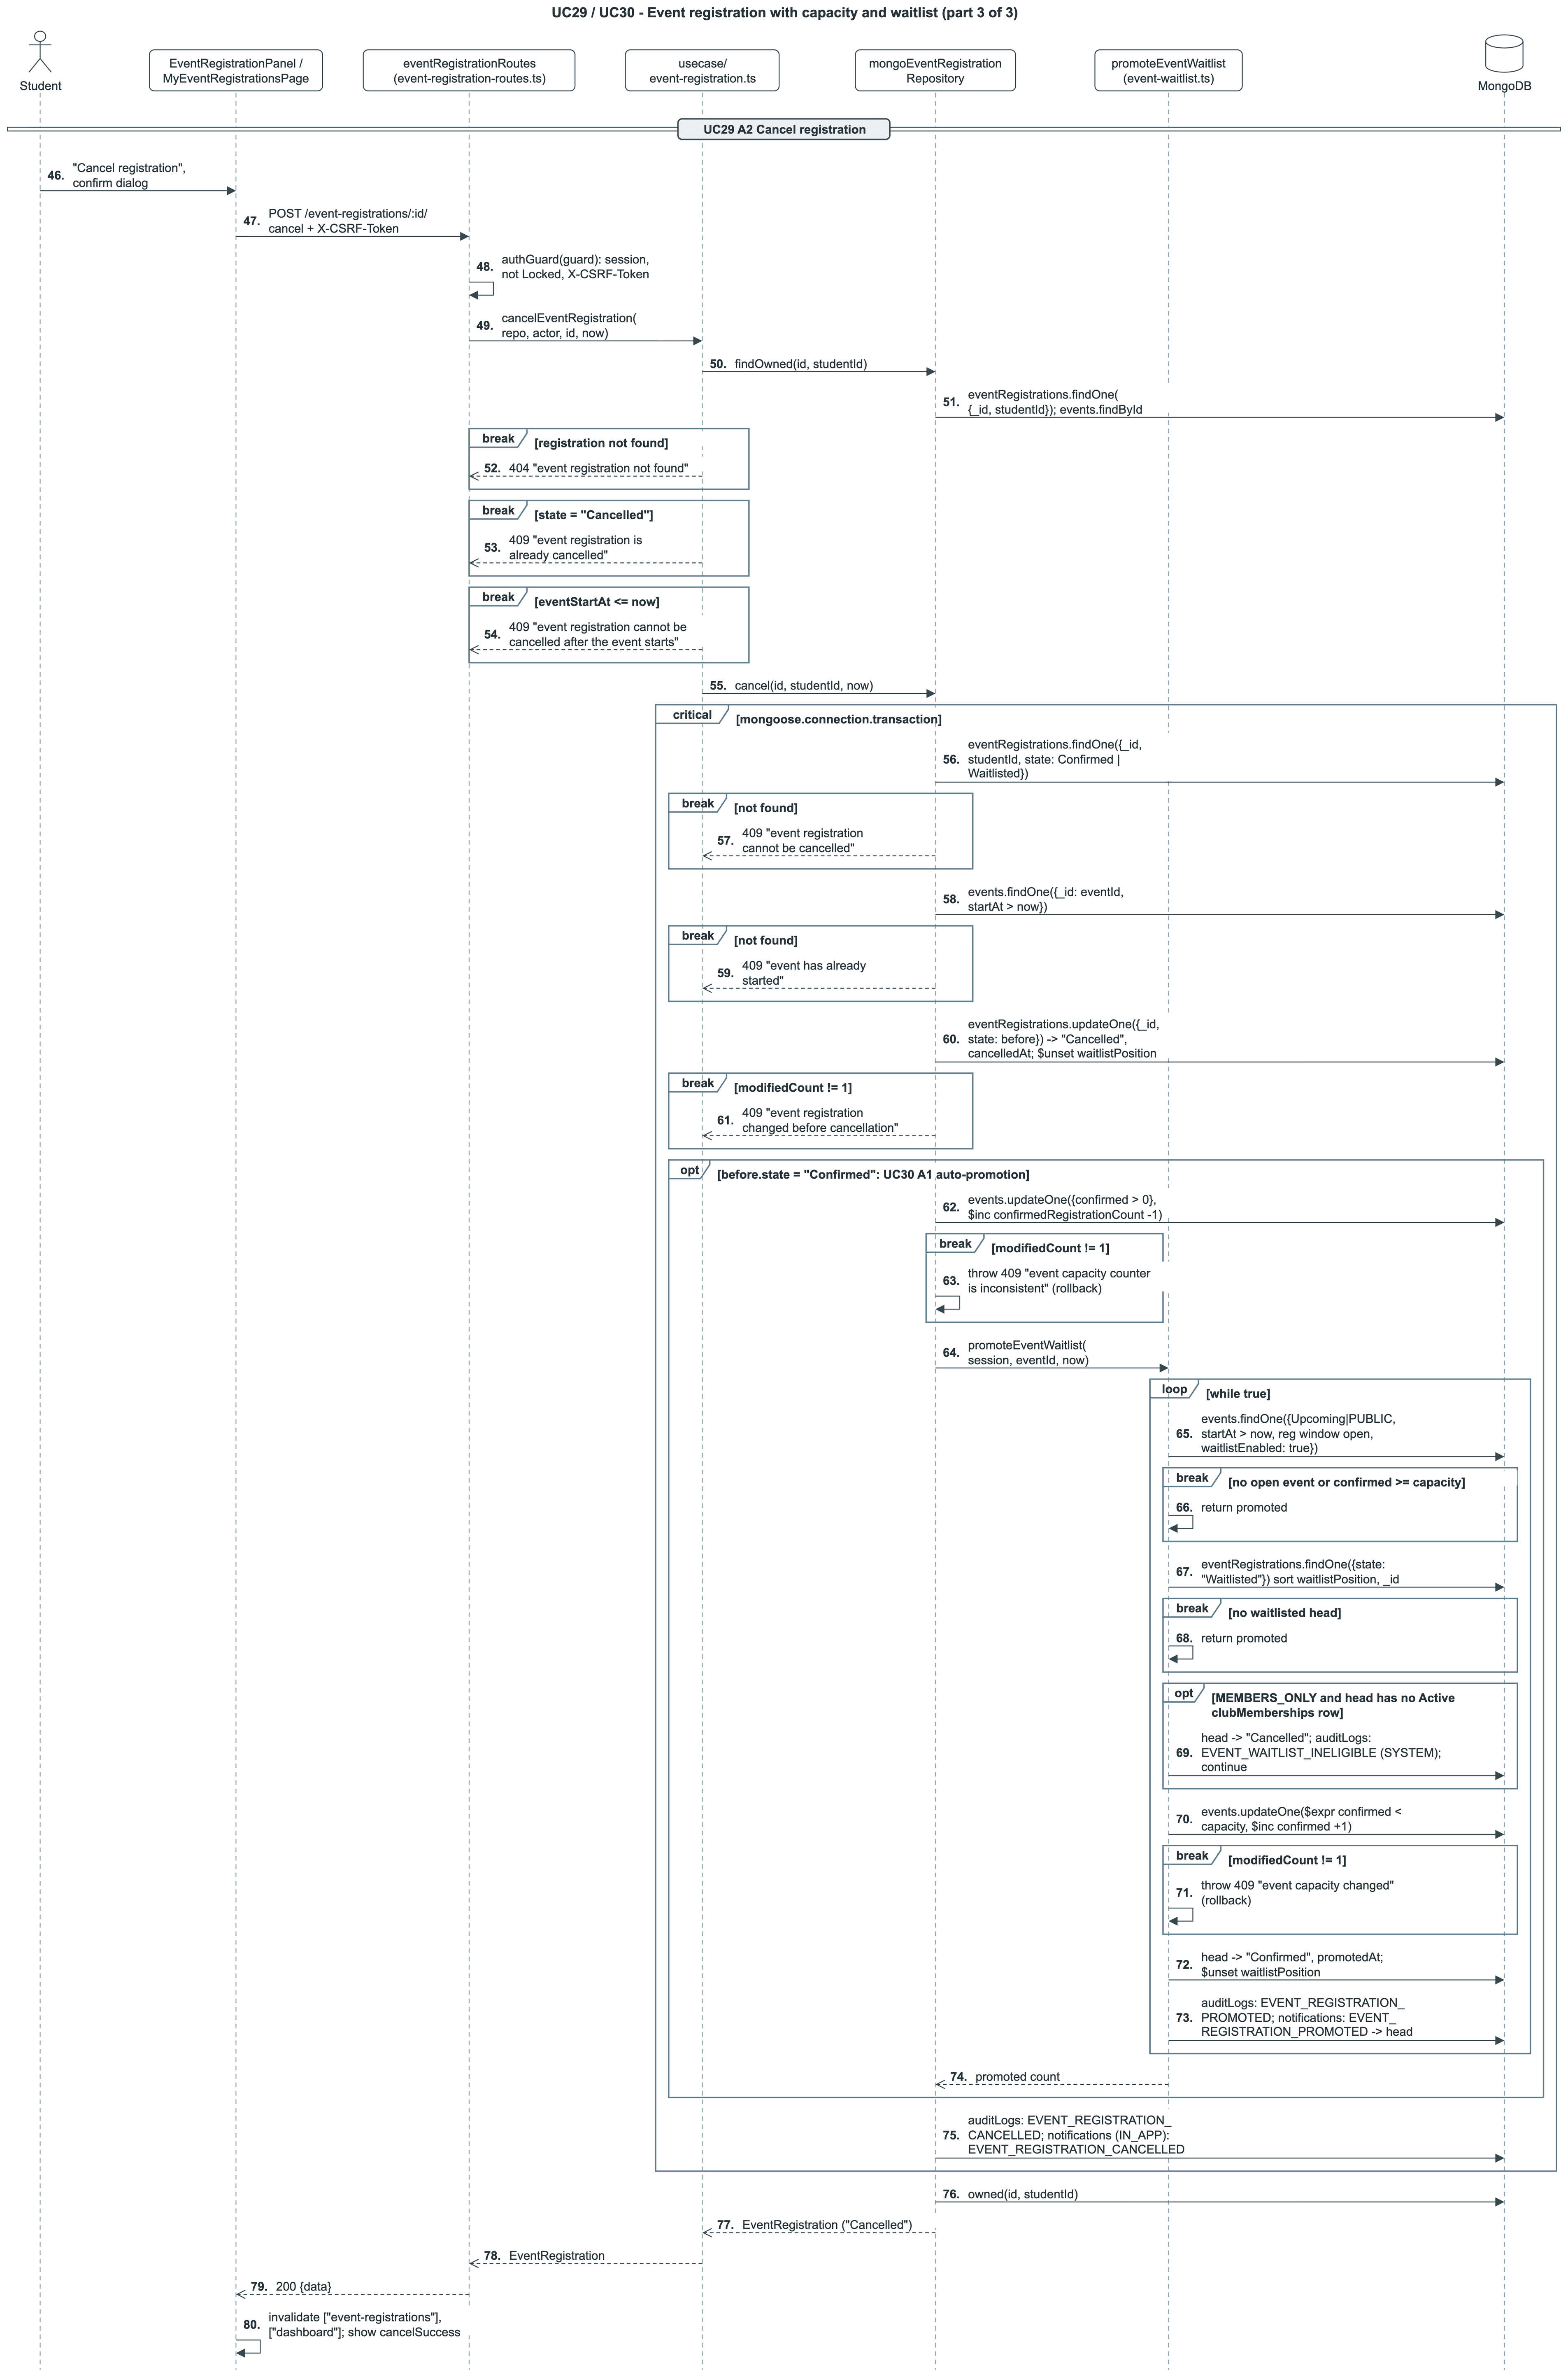 UC29 / UC30 - Event registration with capacity and waitlist (part 3 of 3)
Student
EventRegistrationPanel /
MyEventRegistrationsPage
eventRegistrationRoutes
(event-registration-routes.ts)
usecase/
event-registration.ts
mongoEventRegistration
Repository
promoteEventWaitlist
(event-waitlist.ts)
MongoDB
UC29 A2 Cancel registration
46. "Cancel registration",
confirm dialog
47. POST /event-registrations/:id/
cancel + X-CSRF-Token
48. authGuard(guard): session,
not Locked, X-CSRF-Token
49. cancelEventRegistration(
repo, actor, id, now)
50. findOwned(id, studentId)
51. eventRegistrations.findOne(
{_id, studentId}); events.findById
break [registration not found]
52. 404 "event registration not found"
break [state = "Cancelled"]
53. 409 "event registration is
already cancelled"
break [eventStartAt <= now]
54. 409 "event registration cannot be
cancelled after the event starts"
55. cancel(id, studentId, now)
critical [mongoose.connection.transaction]
56. eventRegistrations.findOne({_id,
studentId, state: Confirmed |
Waitlisted})
break [not found]
57. 409 "event registration
cannot be cancelled"
58. events.findOne({_id: eventId,
startAt > now})
break [not found]
59. 409 "event has already
started"
60. eventRegistrations.updateOne({_id,
state: before}) -> "Cancelled",
cancelledAt; $unset waitlistPosition
break [modifiedCount != 1]
61. 409 "event registration
changed before cancellation"
opt [before.state = "Confirmed": UC30 A1 auto-promotion]
62. events.updateOne({confirmed > 0},
$inc confirmedRegistrationCount -1)
break [modifiedCount != 1]
63. throw 409 "event capacity counter
is inconsistent" (rollback)
64. promoteEventWaitlist(
session, eventId, now)
loop [while true]
65. events.findOne({Upcoming|PUBLIC,
startAt > now, reg window open,
waitlistEnabled: true})
break [no open event or confirmed >= capacity]
66. return promoted
67. eventRegistrations.findOne({state:
"Waitlisted"}) sort waitlistPosition, _id
break [no waitlisted head]
68. return promoted
opt [MEMBERS_ONLY and head has no Active
clubMemberships row]
69. head -> "Cancelled"; auditLogs:
EVENT_WAITLIST_INELIGIBLE (SYSTEM);
continue
70. events.updateOne($expr confirmed <
capacity, $inc confirmed +1)
break [modifiedCount != 1]
71. throw 409 "event capacity changed"
(rollback)
72. head -> "Confirmed", promotedAt;
$unset waitlistPosition
73. auditLogs: EVENT_REGISTRATION_
PROMOTED; notifications: EVENT_
REGISTRATION_PROMOTED -> head
74. promoted count
75. auditLogs: EVENT_REGISTRATION_
CANCELLED; notifications (IN_APP):
EVENT_REGISTRATION_CANCELLED
76. owned(id, studentId)
77. EventRegistration ("Cancelled")
78. EventRegistration
79. 200 {data}
80. invalidate ["event-registrations"],
["dashboard"]; show cancelSuccess